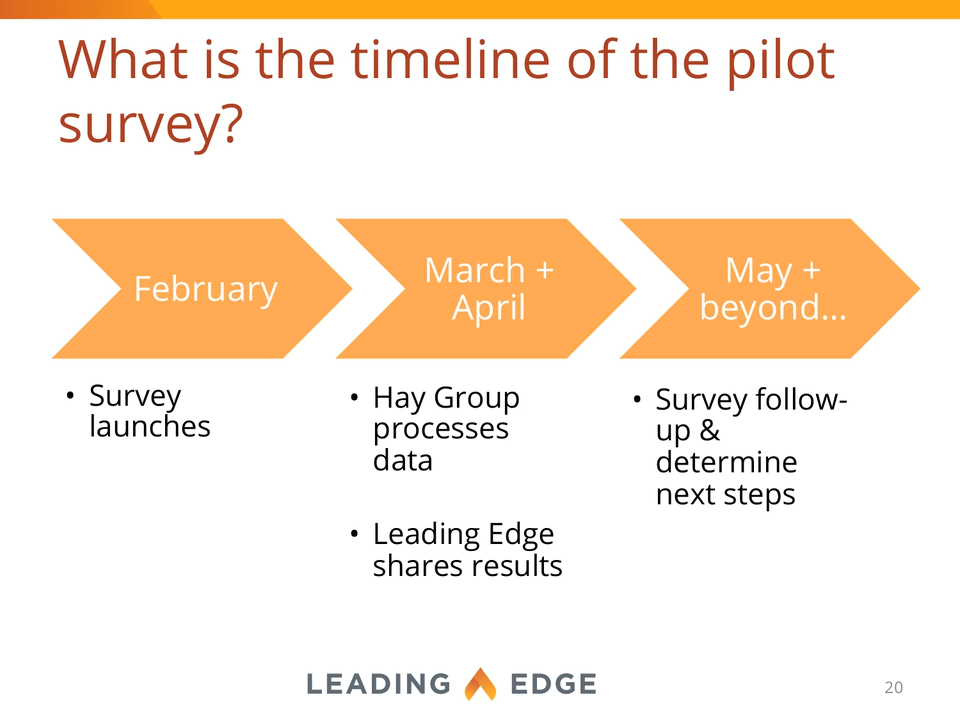 What is the timeline of the pilot
survey?
February
March +
April
May +
beyond...
• Survey
launches
• Hay Group
processes
data
• Leading Edge
shares results
• Survey follow-
up &
determine
next steps
LEADING EDGE
20